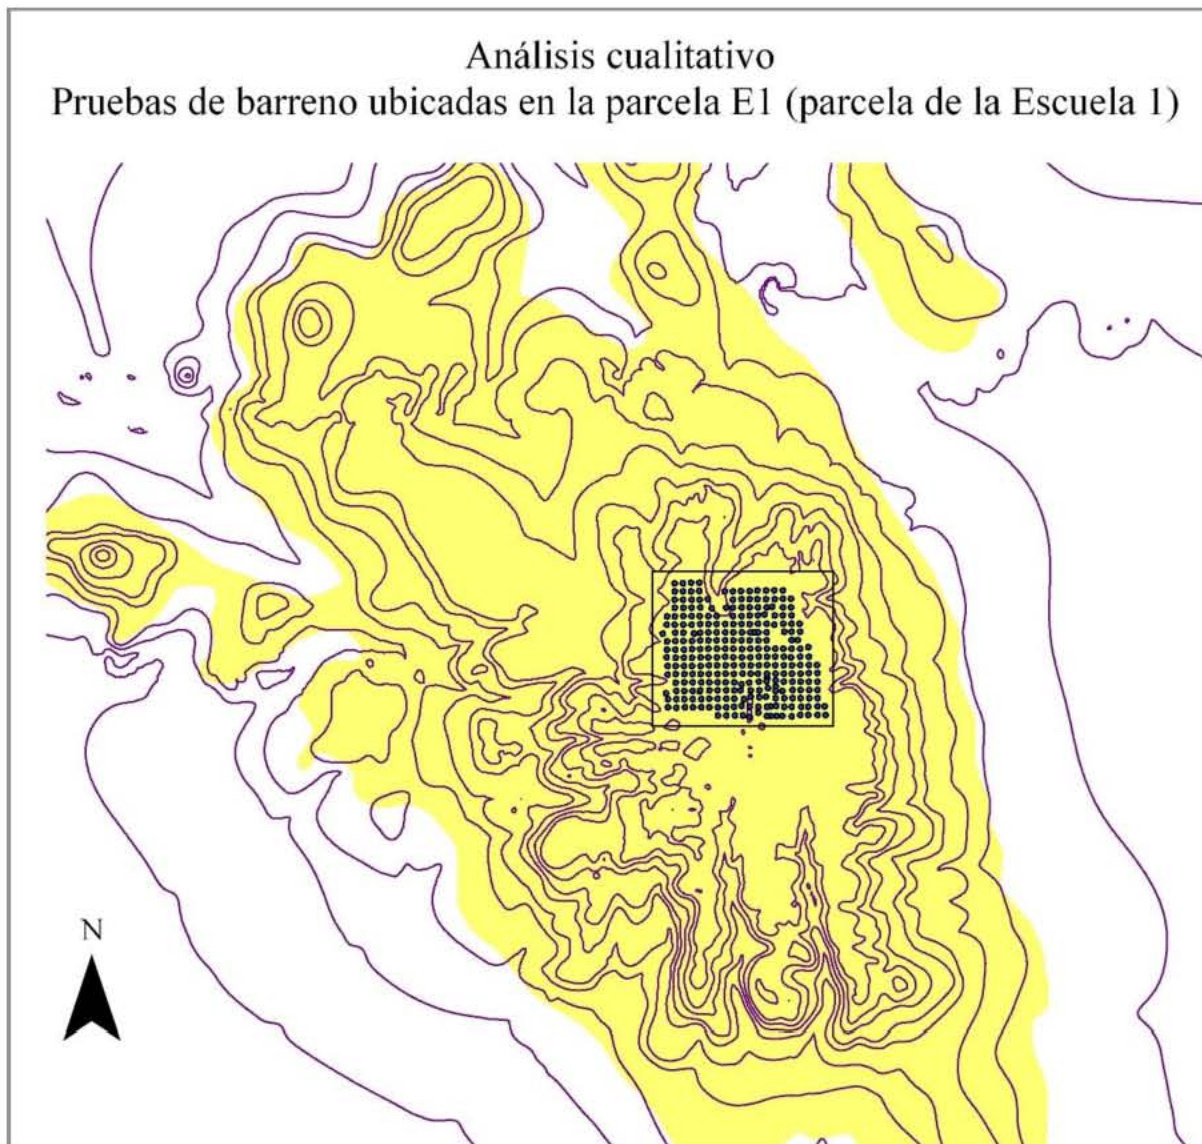 Análisis cualitativo
Pruebas de barreno ubicadas en la parcela E1 (parcela de la Escuela 1)
N